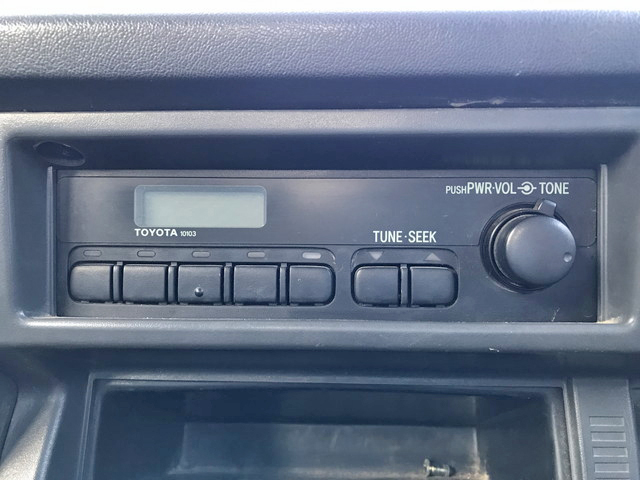 PUSH PWR·VOL TONE
TOYOTA 10103
TUNE·SEEK